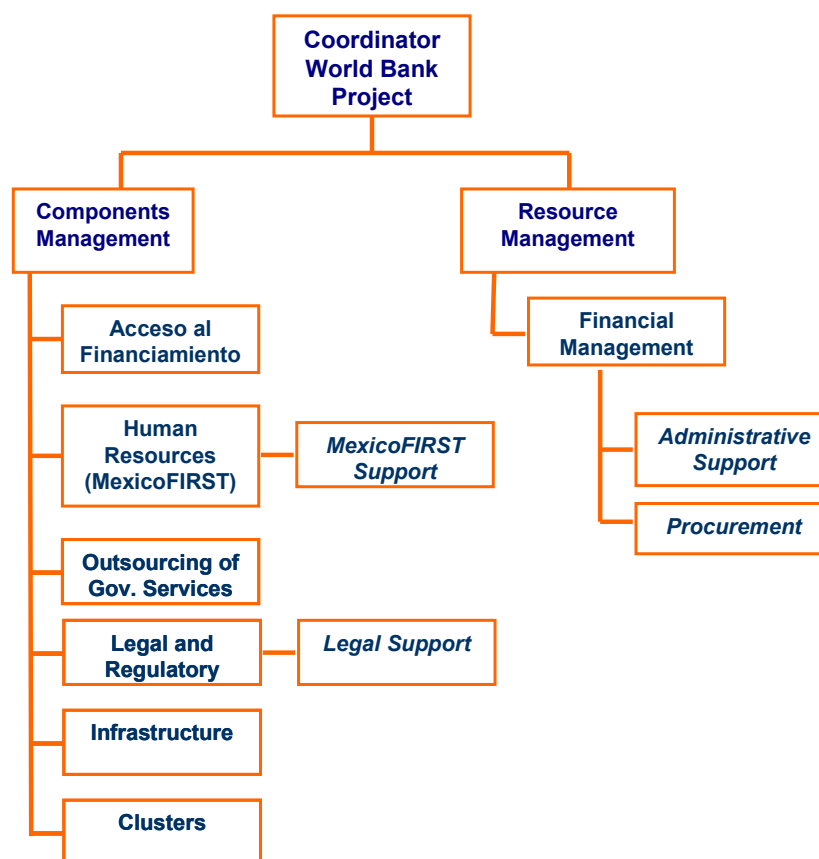 Coordinator
World Bank
Project
Components
Management
Resource
Management
Acceso al
Financiamiento
Financial
Management
Human
Resources
(MexicoFIRST)
MexicoFIRST
Support
Administrative
Support
Procurement
Outsourcing of
Gov. Services
Legal and
Regulatory
Legal Support
Infrastructure
Clusters